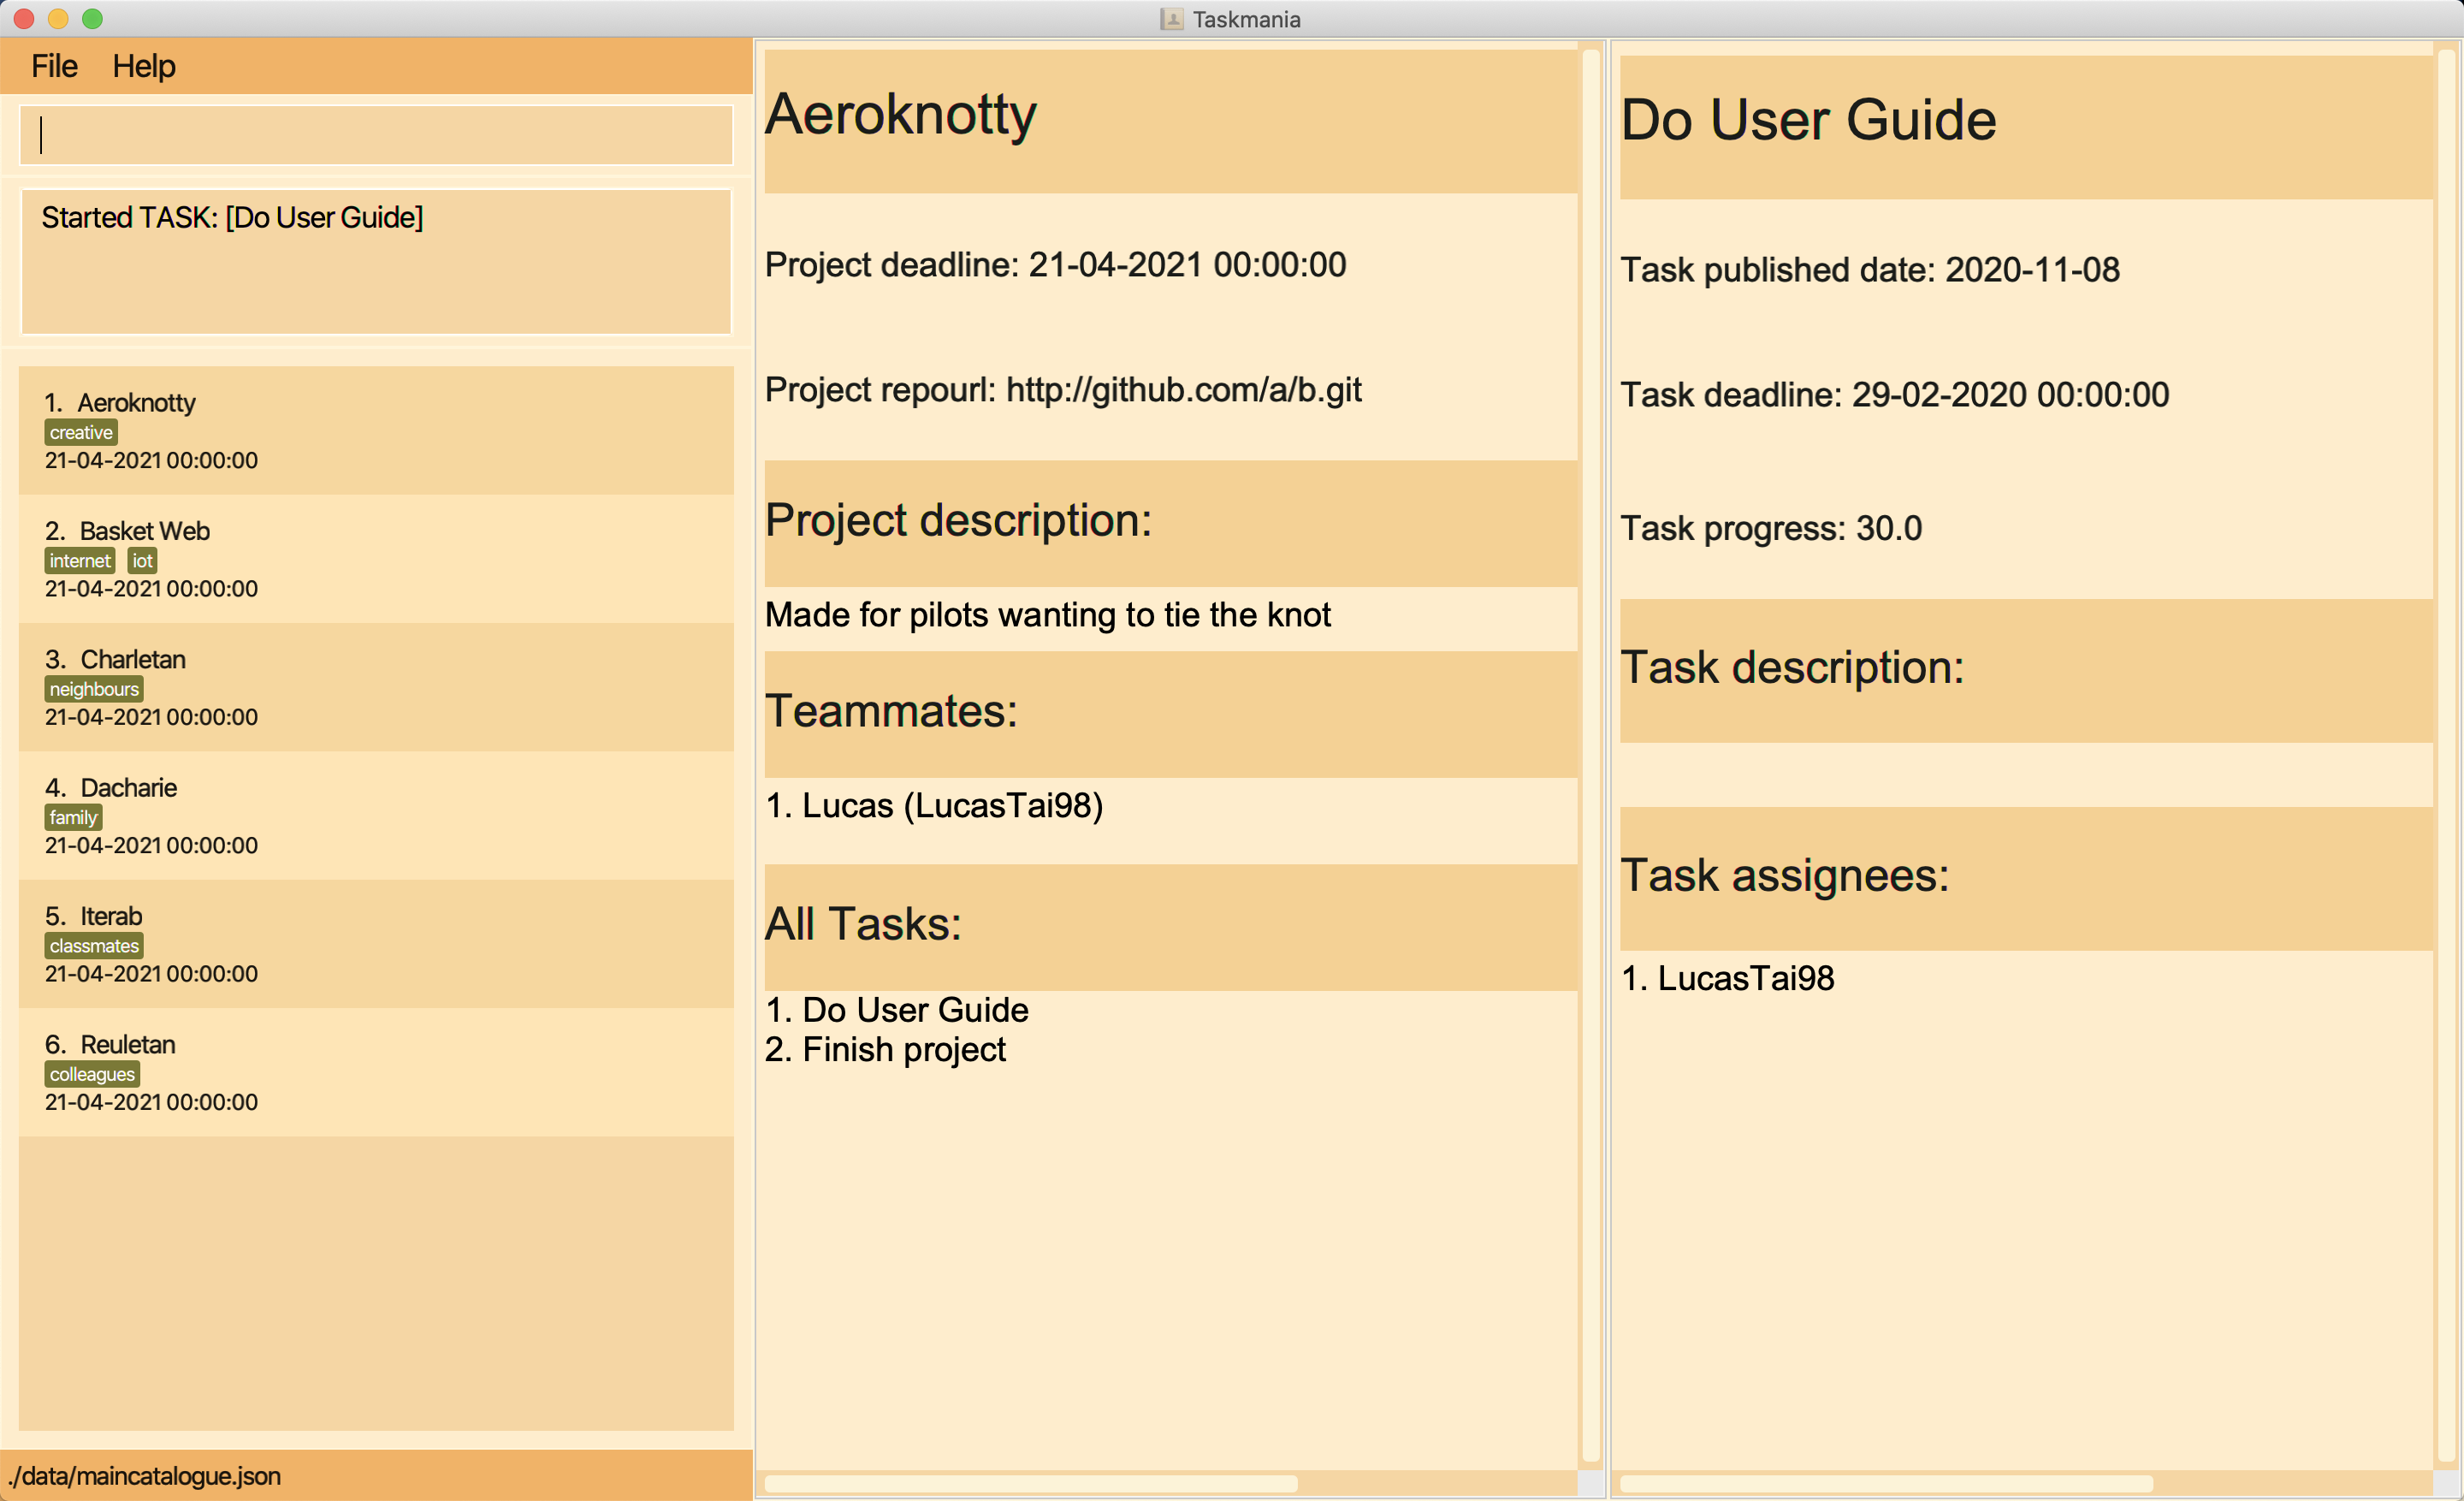 Taskmania
File Help
Started TASK: [Do User Guide]
1. Aeroknotty
creative
21-04-2021 00:00:00
2. Basket Web
internet iot
21-04-2021 00:00:00
3. Charletan
neighbours
21-04-2021 00:00:00
4. Dacharie
family
21-04-2021 00:00:00
5. Iterab
classmates
21-04-2021 00:00:00
6. Reuletan
colleagues
21-04-2021 00:00:00
./data/maincatalogue.json
Aeroknotty
Project deadline: 21-04-2021 00:00:00
Project repourl: http://github.com/a/b.git
Project description:
Made for pilots wanting to tie the knot
Teammates:
1. Lucas (LucasTai98)
All Tasks:
1. Do User Guide
2. Finish project
Do User Guide
Task published date: 2020-11-08
Task deadline: 29-02-2020 00:00:00
Task progress: 30.0
Task description:
Task assignees:
1. LucasTai98